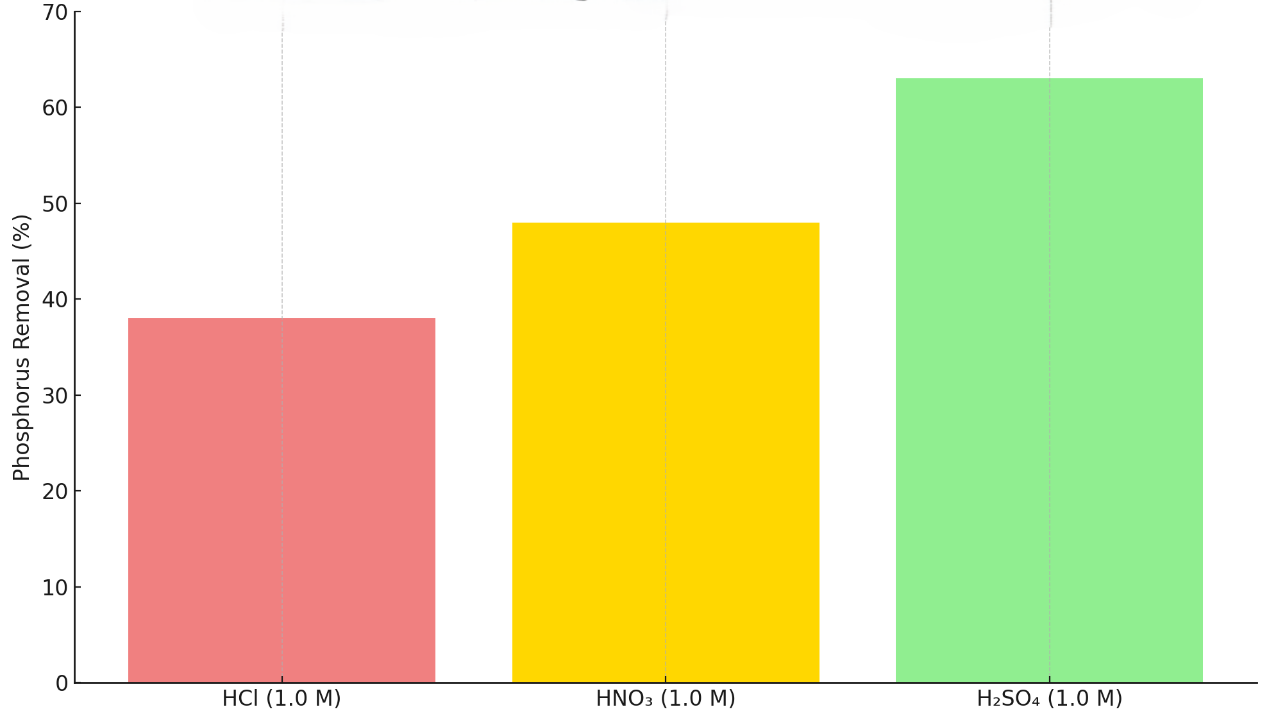 70
60
50
40
30
20
10
0
Phosphorus Removal (%)
HCl (1.0 M)
HNO₃ (1.0 M)
H₂SO₄ (1.0 M)